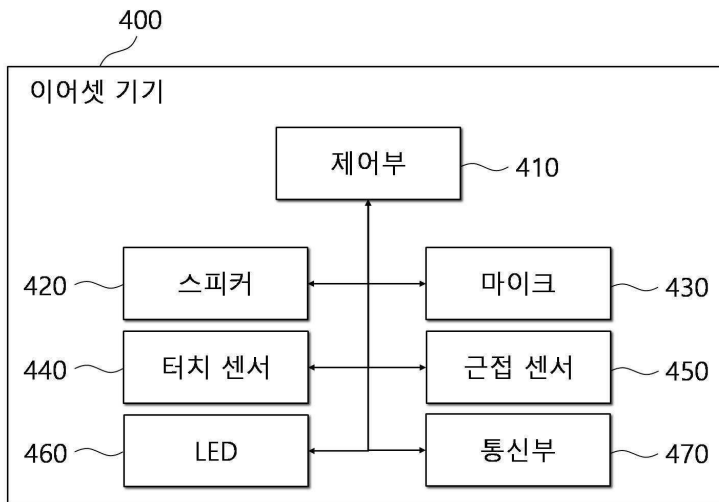 400
이어셋 기기
제어부
410
420
스피커
마이크
430
440
터치 센서
근접 센서
450
460
LED
통신부
470